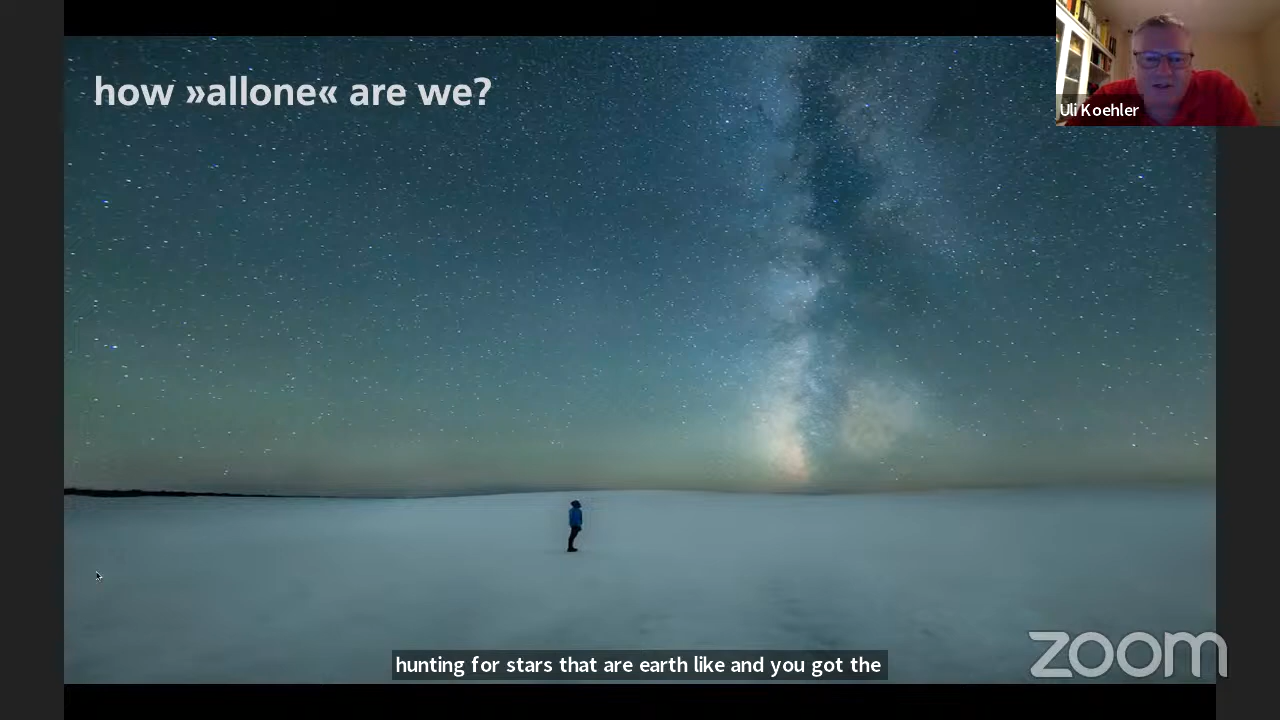 how »allone« are we?
Uli Koehler
hunting for stars that are earth like and you got the
zoom